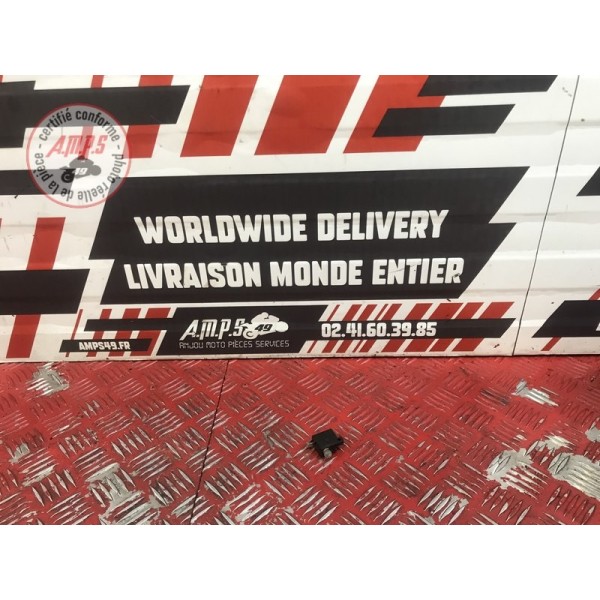 - certifié conforme -
A.M.P.S
49
photo réelle de la pièce
WORLDWIDE DELIVERY
LIVRAISON MONDE ENTIER
A.M.P.S 49
ANJOU MOTO PIÈCES SERVICES
02.41.60.39.85
AMPS49.FR